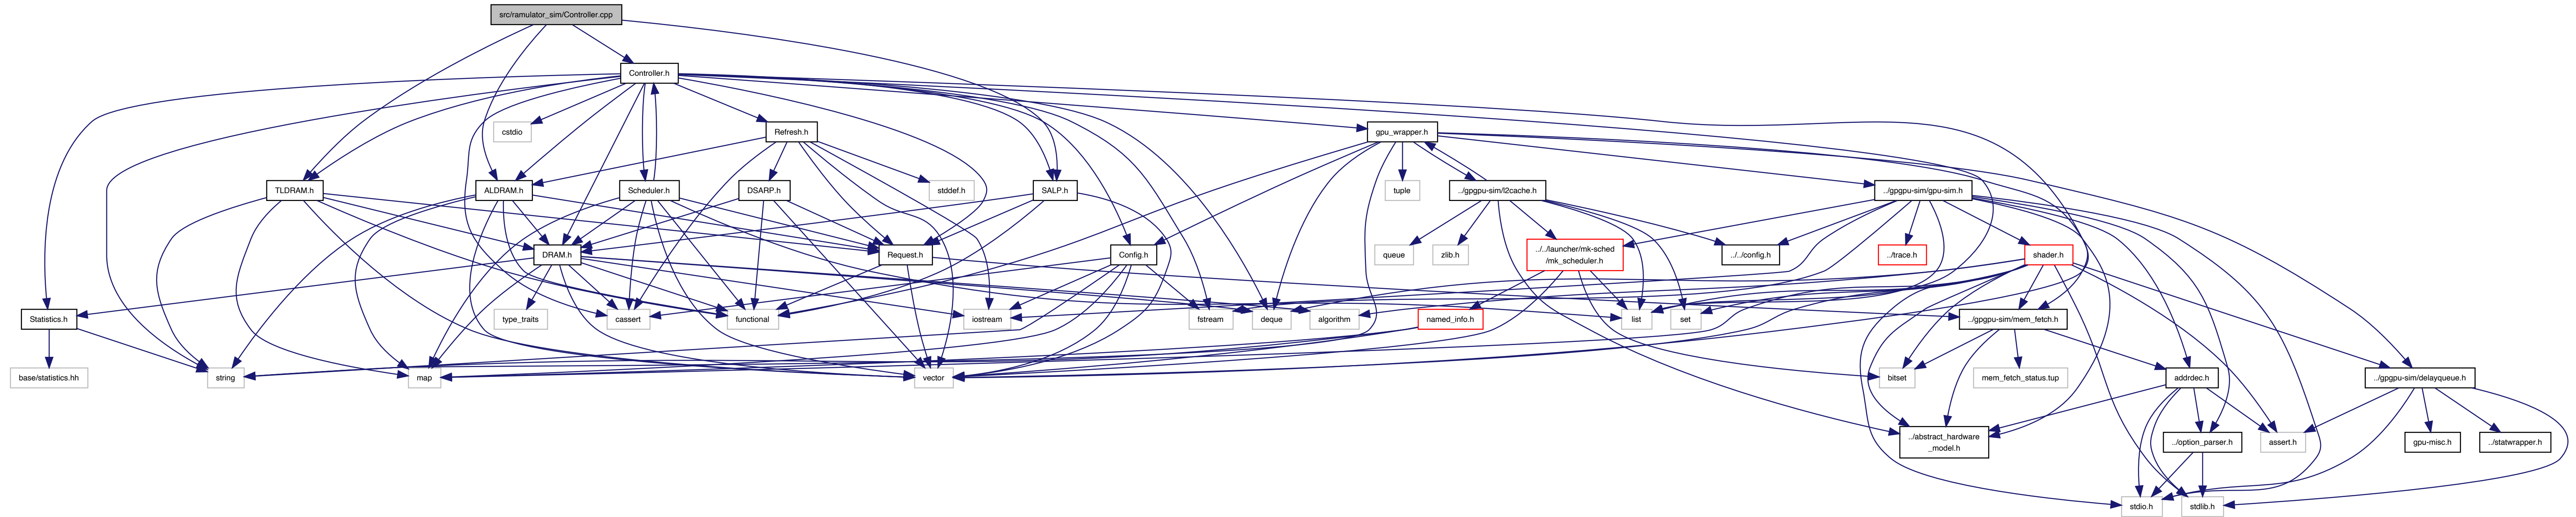 src/ramulator_sim/Controller.cpp
Controller.h
cstdio
Refresh.h
gpu_wrapper.h
TLDRAM.h
ALDRAM.h
Scheduler.h
DSARP.h
stddef.h
SALP.h
tuple
../gpgpu-sim/l2cache.h
../gpgpu-sim/gpu-sim.h
DRAM.h
Request.h
Config.h
queue
zlib.h
../../launcher/mk-sched
/mk_scheduler.h
../../config.h
../trace.h
shader.h
Statistics.h
type_traits
cassert
functional
iostream
fstream
deque
algorithm
named_info.h
list
set
../gpgpu-sim/mem_fetch.h
base/statistics.hh
string
map
vector
bitset
mem_fetch_status.tup
addrdec.h
../gpgpu-sim/delayqueue.h
../abstract_hardware
_model.h
../option_parser.h
assert.h
gpu-misc.h
../statwrapper.h
stdio.h
stdlib.h